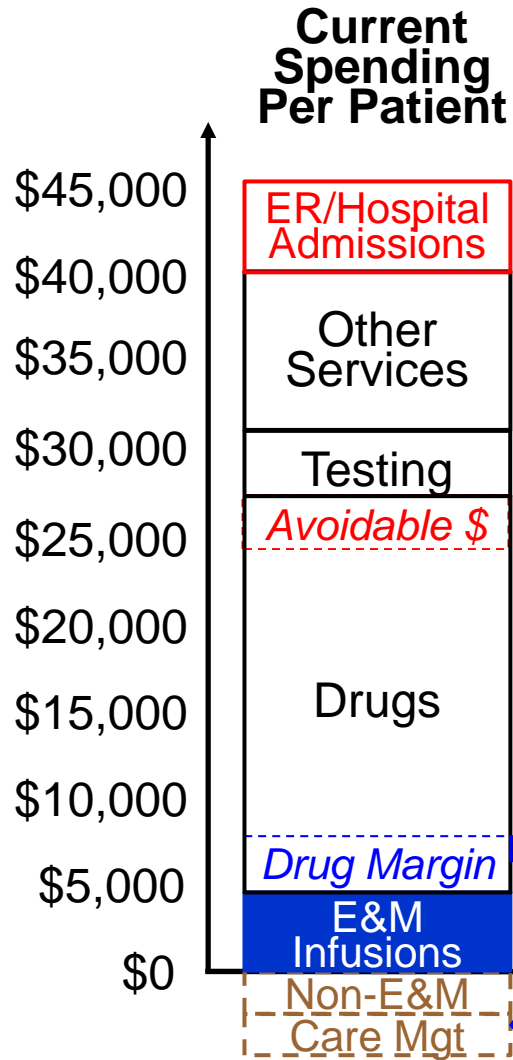 Current
Spending
Per Patient
$45,000
ER/Hospital
Admissions
$40,000
Other
Services
$35,000
$30,000
Testing
Avoidable $
$25,000
$20,000
Drugs
$15,000
$10,000
Drug Margin
$5,000
E&M
Infusions
$0
Non-E&M
Care Mgt